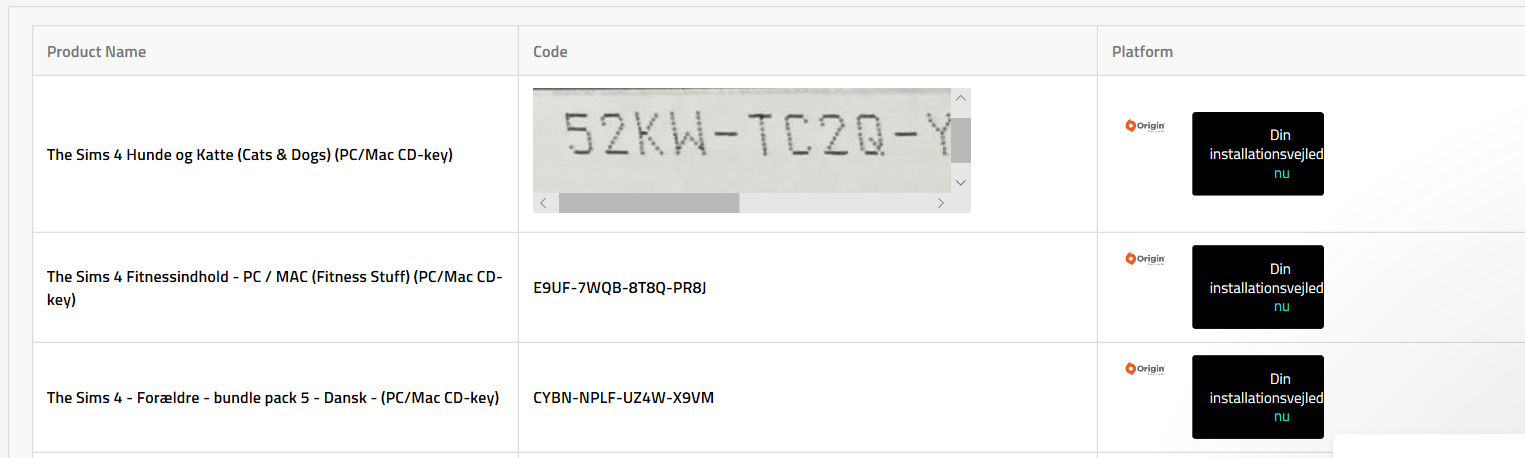 Product Name
Code
Platform
The Sims 4 Hunde og Katte (Cats & Dogs) (PC/Mac CD-key)
52KW-TC2Q-Y
Origin
Din
installationsvejled
nu
The Sims 4 Fitnessindhold - PC / MAC (Fitness Stuff) (PC/Mac CD-
key)
E9UF-7WQB-8T8Q-PR8J
Origin
Din
installationsvejled
nu
The Sims 4 - Forældre - bundle pack 5 - Dansk - (PC/Mac CD-key)
CYBN-NPLF-UZ4W-X9VM
Origin
Din
installationsvejled
nu